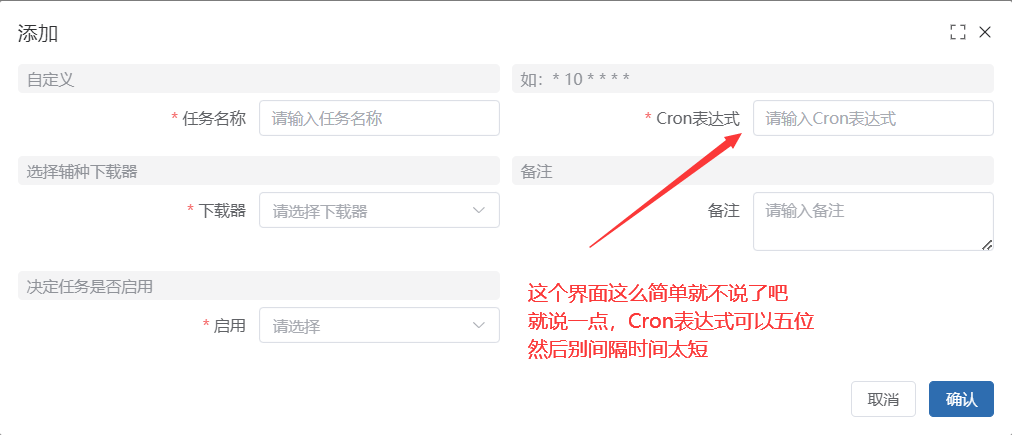 添加
自定义
如：* 10 * * * *
* 任务名称 请输入任务名称
* Cron表达式 请输入Cron表达式
选择辅种下载器
备注
* 下载器 请选择下载器
备注 请输入备注
决定任务是否启用
* 启用 请选择
这个界面这么简单就不说了吧
就说一点，Cron表达式可以五位
然后别间隔时间太短
取消 确认